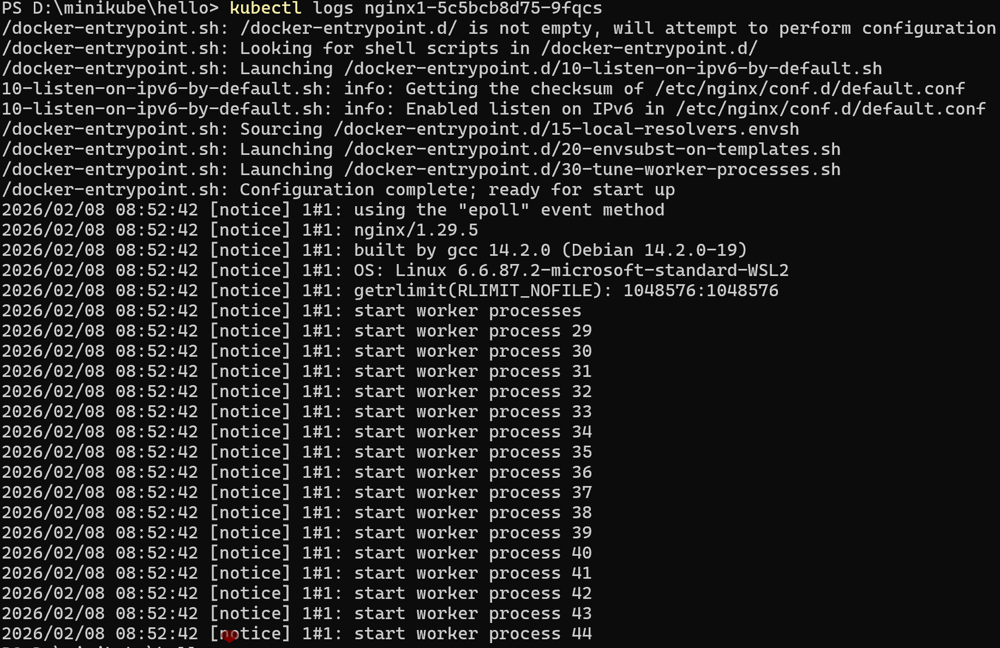 PS D:\minikube\hello> kubectl logs nginx1-5c5bcb8d75-9fqcs
/docker-entrypoint.sh: /docker-entrypoint.d/ is not empty, will attempt to perform configuration
/docker-entrypoint.sh: Looking for shell scripts in /docker-entrypoint.d/
/docker-entrypoint.sh: Launching /docker-entrypoint.d/10-listen-on-ipv6-by-default.sh
10-listen-on-ipv6-by-default.sh: info: Getting the checksum of /etc/nginx/conf.d/default.conf
10-listen-on-ipv6-by-default.sh: info: Enabled listen on IPv6 in /etc/nginx/conf.d/default.conf
/docker-entrypoint.sh: Sourcing /docker-entrypoint.d/15-local-resolvers.envsh
/docker-entrypoint.sh: Launching /docker-entrypoint.d/20-envsubst-on-templates.sh
/docker-entrypoint.sh: Launching /docker-entrypoint.d/30-tune-worker-processes.sh
/docker-entrypoint.sh: Configuration complete; ready for start up
2026/02/08 08:52:42 [notice] 1#1: using the "epoll" event method
2026/02/08 08:52:42 [notice] 1#1: nginx/1.29.5
2026/02/08 08:52:42 [notice] 1#1: built by gcc 14.2.0 (Debian 14.2.0-19)
2026/02/08 08:52:42 [notice] 1#1: OS: Linux 6.6.87.2-microsoft-standard-WSL2
2026/02/08 08:52:42 [notice] 1#1: getrlimit(RLIMIT_NOFILE): 1048576:1048576
2026/02/08 08:52:42 [notice] 1#1: start worker processes
2026/02/08 08:52:42 [notice] 1#1: start worker process 29
2026/02/08 08:52:42 [notice] 1#1: start worker process 30
2026/02/08 08:52:42 [notice] 1#1: start worker process 31
2026/02/08 08:52:42 [notice] 1#1: start worker process 32
2026/02/08 08:52:42 [notice] 1#1: start worker process 33
2026/02/08 08:52:42 [notice] 1#1: start worker process 34
2026/02/08 08:52:42 [notice] 1#1: start worker process 35
2026/02/08 08:52:42 [notice] 1#1: start worker process 36
2026/02/08 08:52:42 [notice] 1#1: start worker process 37
2026/02/08 08:52:42 [notice] 1#1: start worker process 38
2026/02/08 08:52:42 [notice] 1#1: start worker process 39
2026/02/08 08:52:42 [notice] 1#1: start worker process 40
2026/02/08 08:52:42 [notice] 1#1: start worker process 41
2026/02/08 08:52:42 [notice] 1#1: start worker process 42
2026/02/08 08:52:42 [notice] 1#1: start worker process 43
2026/02/08 08:52:42 [notice] 1#1: start worker process 44